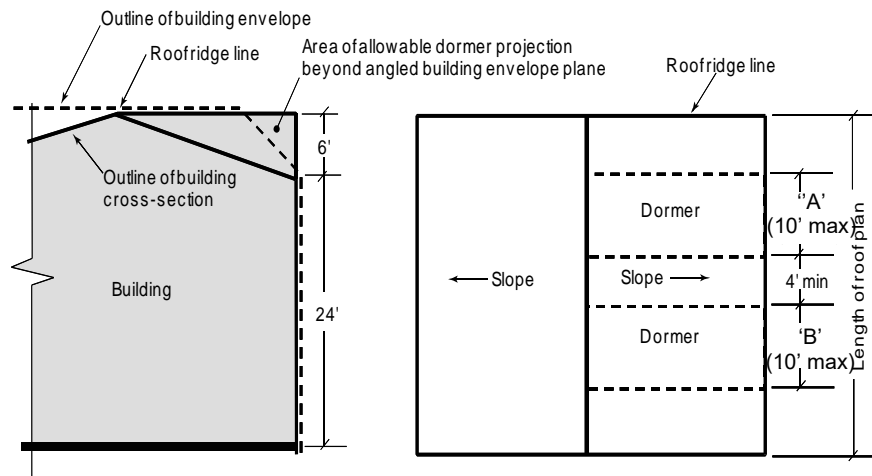 Outline of building envelope
Roof ridge line
Area of allowable dormer projection
beyond angled building envelope plane
6'
Outline of building
cross-section
Building
24'
Roof ridge line
Dormer
‘'A’
(10’ max)
Slope
Slope
4' min
Dormer
‘B’
(10’ max)
Length of roof plan